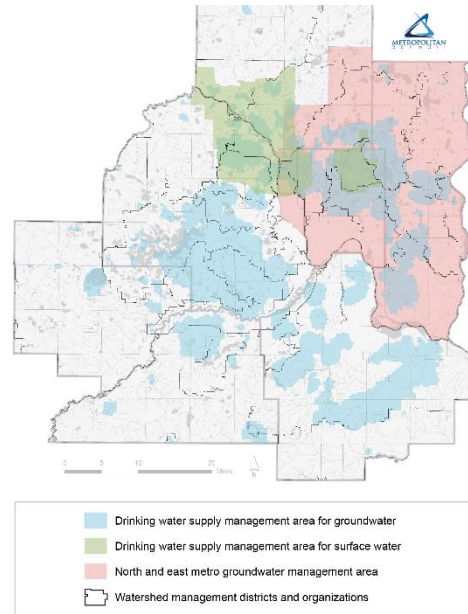 METROPOLITAN
COUNCIL
0 5 10 20
Miles
N
Drinking water supply management area for groundwater
Drinking water supply management area for surface water
North and east metro groundwater management area
Watershed management districts and organizations